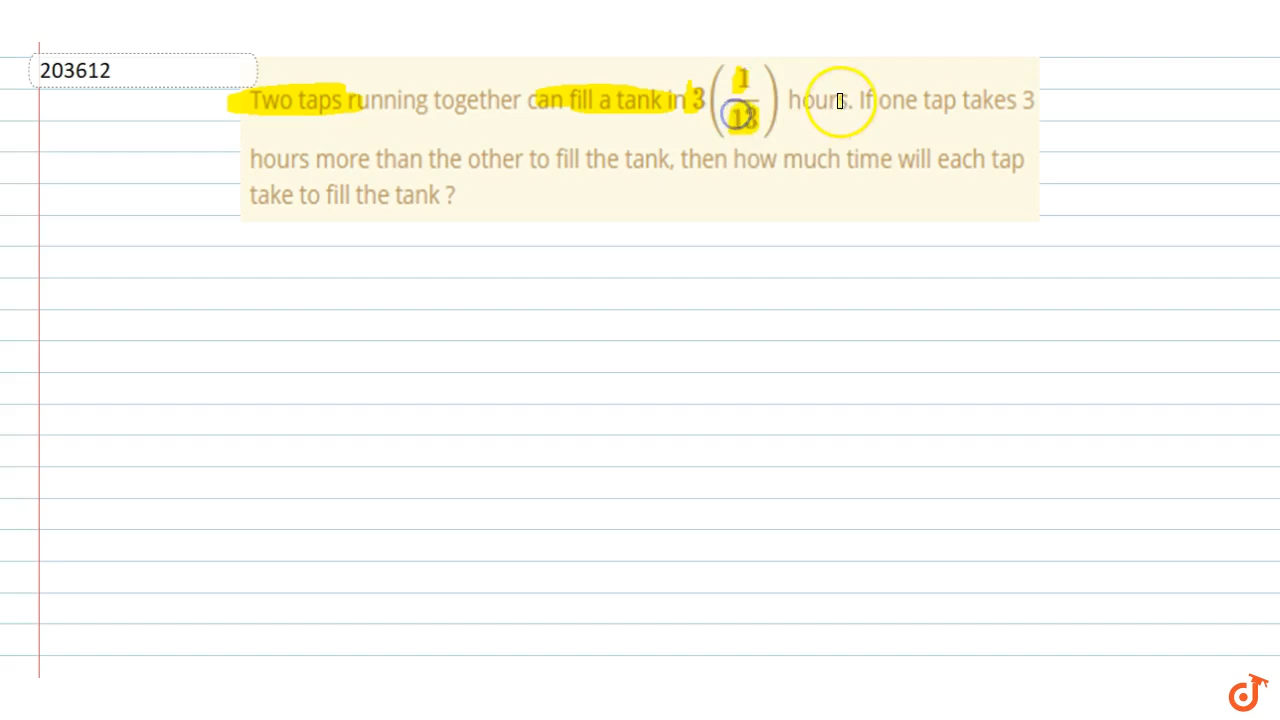 203612
Two taps running together can fill a tank in 3(1/13) hours. If one tap takes 3
hours more than the other to fill the tank, then how much time will each tap
take to fill the tank ?